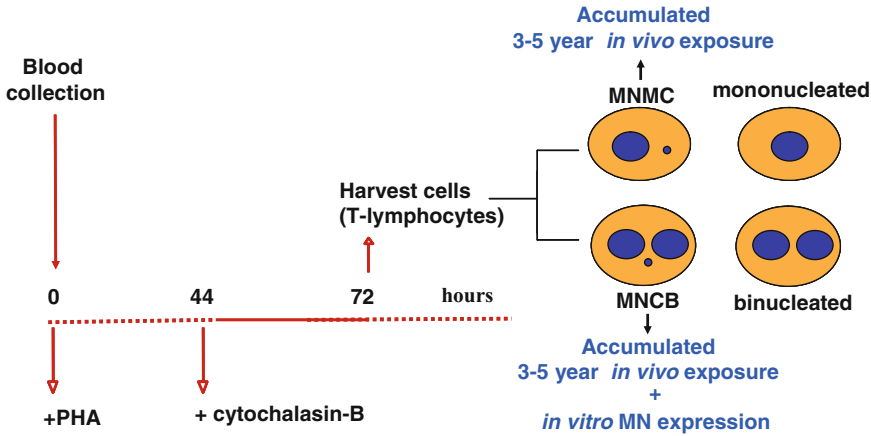 Blood
collection
0
44
72
hours
+PHA
+ cytochalasin-B
Harvest cells
(T-lymphocytes)
Accumulated
3-5 year in vivo exposure
MNMC
mononucleated
MNCB
binucleated
Accumulated
3-5 year in vivo exposure
+
in vitro MN expression